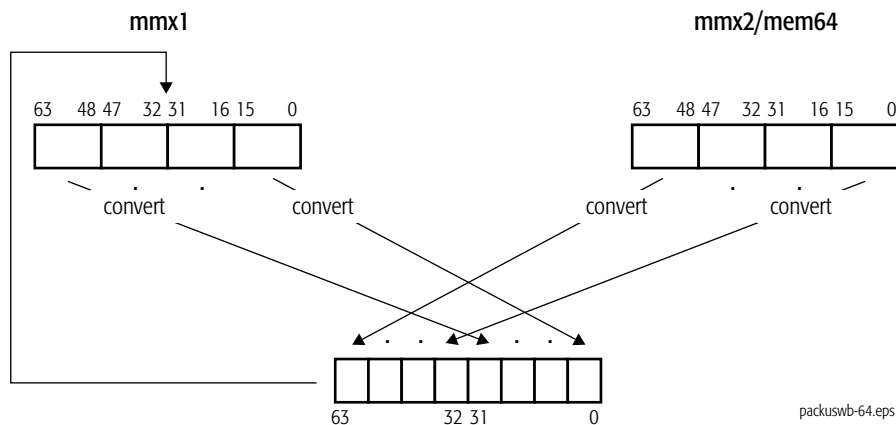 mmx1 mmx2/mem64
63 48 47 32 31 16 15 0 63 48 47 32 31 16 15 0
. . . .
convert convert convert convert
. . . .
63 32 31 0
packuswb-64.eps